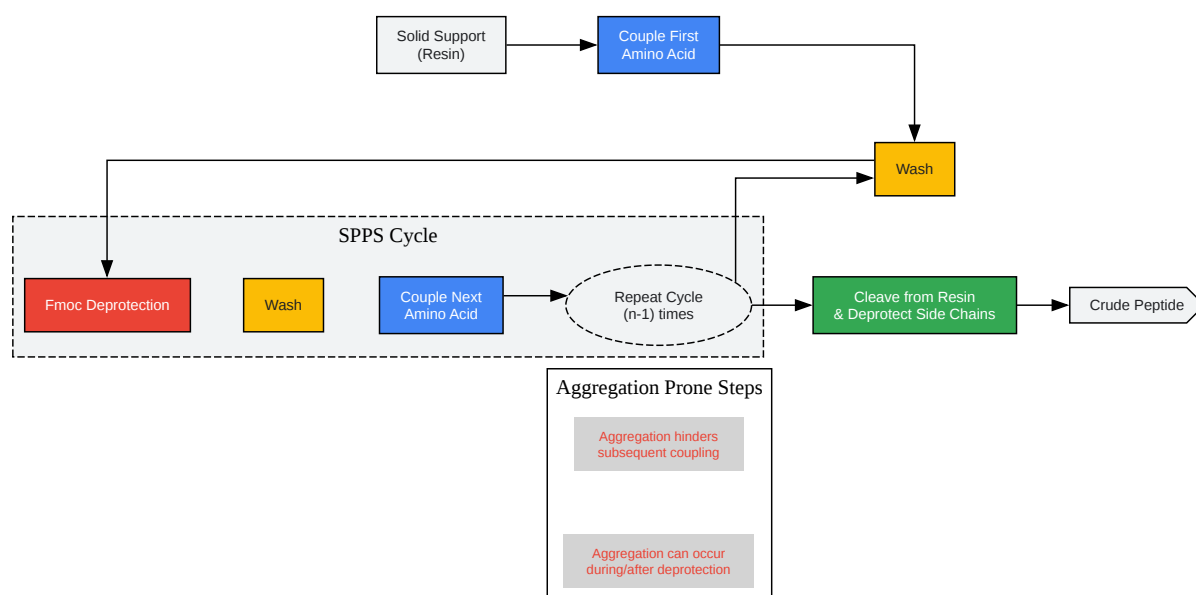 Solid Support
(Resin)
Couple First
Amino Acid
Wash
SPPS Cycle
Fmoc Deprotection
Wash
Couple Next
Amino Acid
Repeat Cycle
(n-1) times
Cleave from Resin
& Deprotect Side Chains
Crude Peptide
Aggregation Prone Steps
Aggregation hinders
subsequent coupling
Aggregation can occur
during/after deprotection